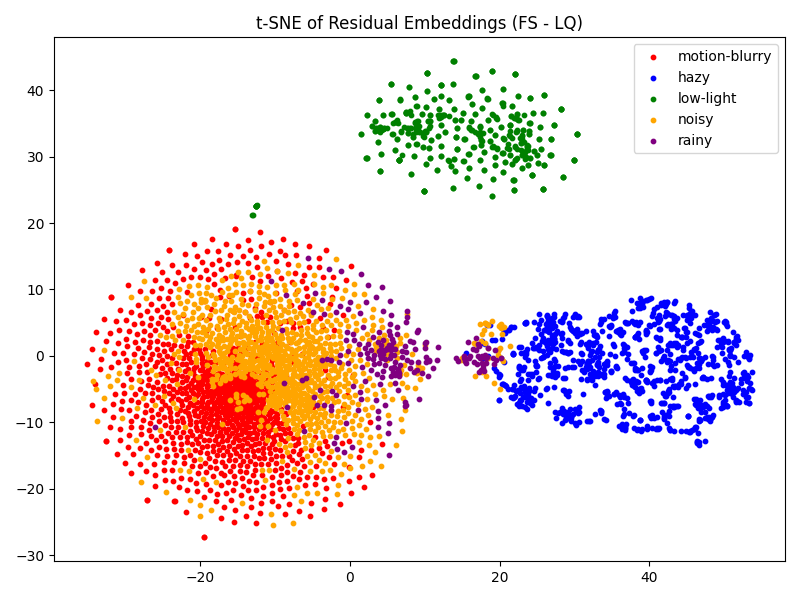 t-SNE of Residual Embeddings (FS - LQ)
motion-blurry
hazy
low-light
noisy
rainy
40
30
20
10
0
−10
−20
−30
−20
0
20
40